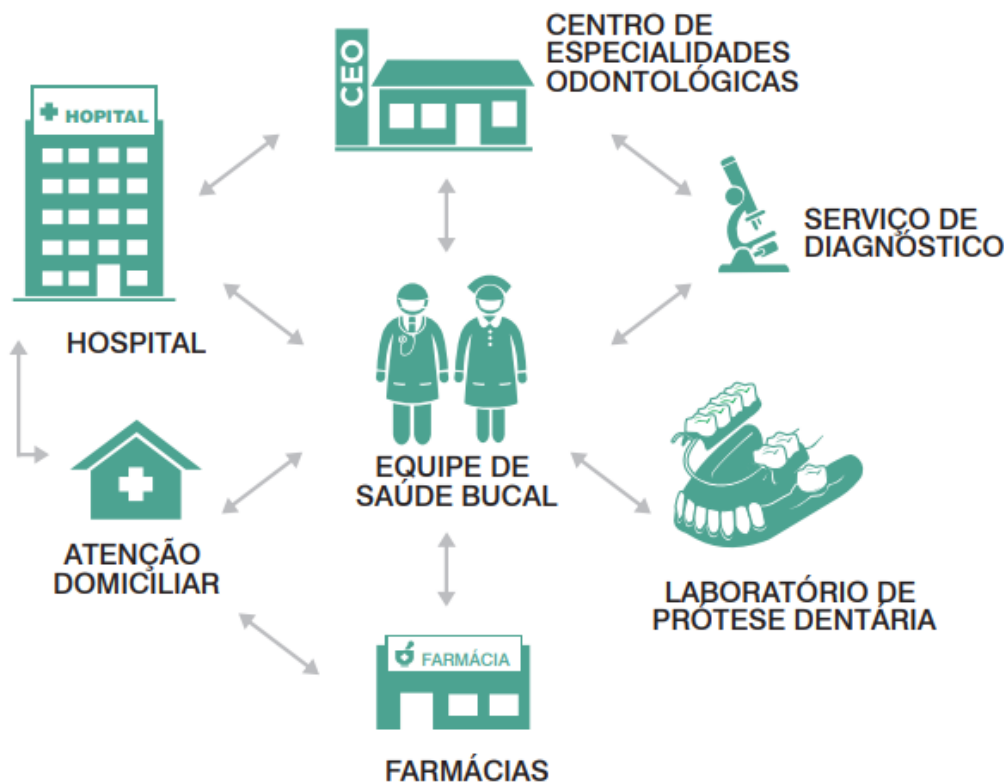 CENTRO DE
ESPECIALIDADES
ODONTOLÓGICAS
CEO
HOPITAL
SERVIÇO DE
DIAGNÓSTICO
HOSPITAL
EQUIPE DE
SAÚDE BUCAL
ATENÇÃO
DOMICILIAR
LABORATÓRIO DE
PRÓTESE DENTÁRIA
FARMÁCIA
FARMÁCIAS